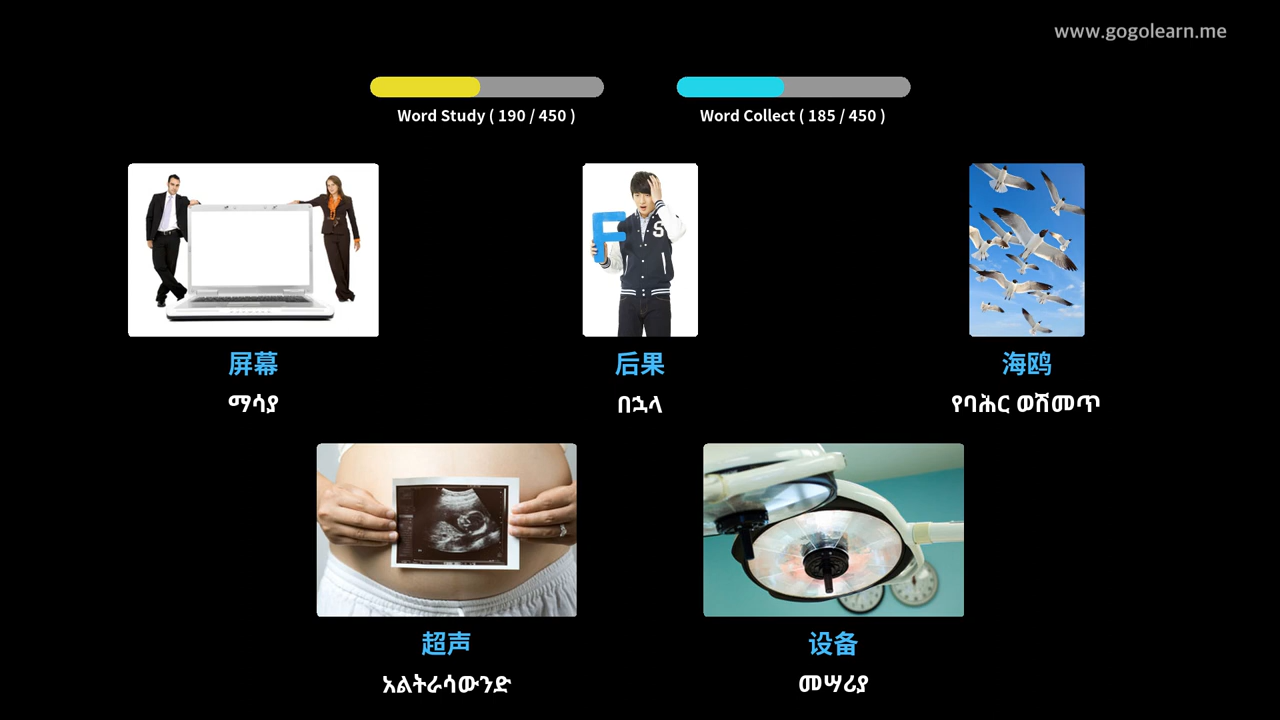 www.gogolearn.me
Word Study ( 190 / 450 )
Word Collect ( 185 / 450 )
F
S
屏幕
后果
海鸥
ማሳያ
በኋላ
የባሕር ወሽመጥ
超声
设备
አልትራሳውንድ
መሣሪያ